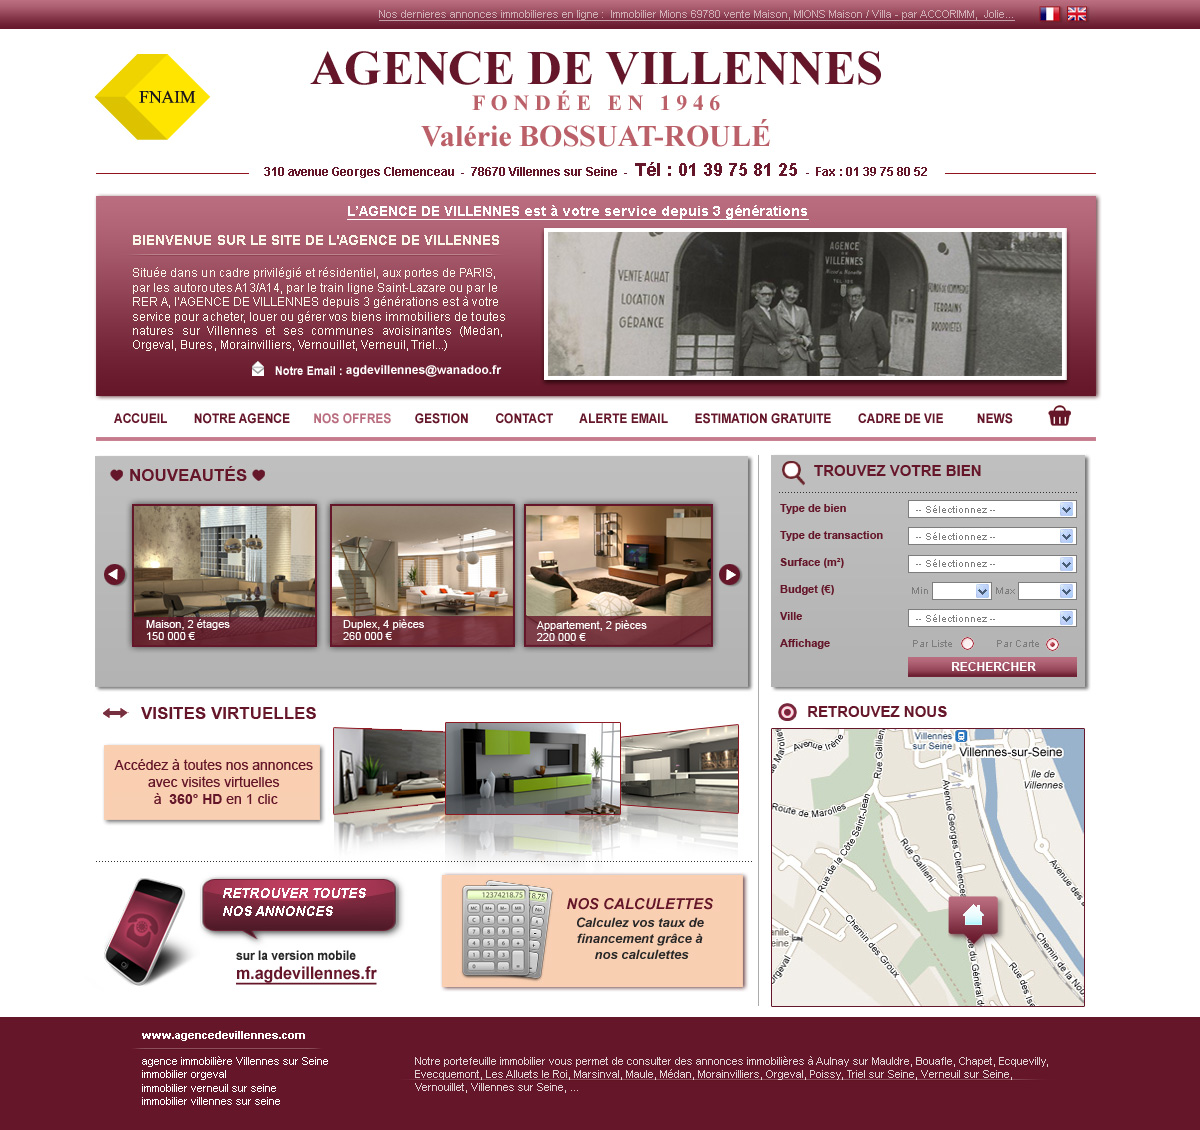 Nos dernieres annonces immobilieres en ligne : Immobilier Mions 69780 vente Maison, MIONS Maison / Villa - par ACCORIMM, Jolie...
FNAIM
AGENCE DE VILLENNES
FONDÉE EN 1946
Valérie BOSSUAT-ROULÉ
310 avenue Georges Clemenceau - 78670 Villennes sur Seine - Tél : 01 39 75 81 25 - Fax : 01 39 75 80 52
L'AGENCE DE VILLENNES est à votre service depuis 3 générations
BIENVENUE SUR LE SITE DE L'AGENCE DE VILLENNES
Située dans un cadre privilégié et résidentiel, aux portes de PARIS,
par les autoroutes A13/A14, par le train ligne Saint-Lazare ou par le
RER A, l'AGENCE DE VILLENNES depuis 3 générations est à votre
service pour acheter, louer ou gérer vos biens immobiliers de toutes
natures sur Villennes et ses communes avoisinantes (Medan,
Orgeval, Bures, Morainvilliers, Vernouillet, Verneuil, Triel...)
Notre Email : agdevillennes@wanadoo.fr
VENTE ACHAT
LOCATION
GÉRANCE
AGENCE
DE
VILLENNES
FONDS DE COMMERCE
TERRAINS
PROPRIÉTÉS
ACCUEIL NOTRE AGENCE NOS OFFRES GESTION CONTACT ALERTE EMAIL ESTIMATION GRATUITE CADRE DE VIE NEWS
NOUVEAUTÉS
Maison, 2 étages
150 000 €
Duplex, 4 pièces
260 000 €
Appartement, 2 pièces
220 000 €
TROUVEZ VOTRE BIEN
Type de bien -- Sélectionnez --
Type de transaction -- Sélectionnez --
Surface (m²) -- Sélectionnez --
Budget (€) Min Max
Ville -- Sélectionnez --
Affichage Par Liste Par Carte
RECHERCHER
VISITES VIRTUELLES
Accédez à toutes nos annonces
avec visites virtuelles
à 360° HD en 1 clic
RETROUVEZ NOUS
Villennes
sur Seine
Villennes-sur-Seine
Ile de
Villennes
Avenue Irène
de Marolles
Rue Gallieni
Route de Marolles
Rue de la Côte Saint-Jean
Rue Gallieni
Avenue Georges Clemenceau
Avenue des
Chemin des Groux
Chemin de la Nou
Rue du Général
Rue des Ise
Orgeval
RETROUVER TOUTES
NOS ANNONCES
sur la version mobile
m.agdevillennes.fr
12374218.75
8.75
NOS CALCULETTES
Calculez vos taux de
financement grâce à
nos calculettes
www.agencedevillennes.com
agence immobilière Villennes sur Seine
immobilier orgeval
immobilier verneuil sur seine
immobilier villennes sur seine
Notre portefeuille immobilier vous permet de consulter des annonces immobilières à Aulnay sur Mauldre, Bouafle, Chapet, Ecquevilly,
Evecquemont, Les Alluets le Roi, Marsinval, Maule, Médan, Morainvilliers, Orgeval, Poissy, Triel sur Seine, Verneuil sur Seine,
Vernouillet, Villennes sur Seine, ...